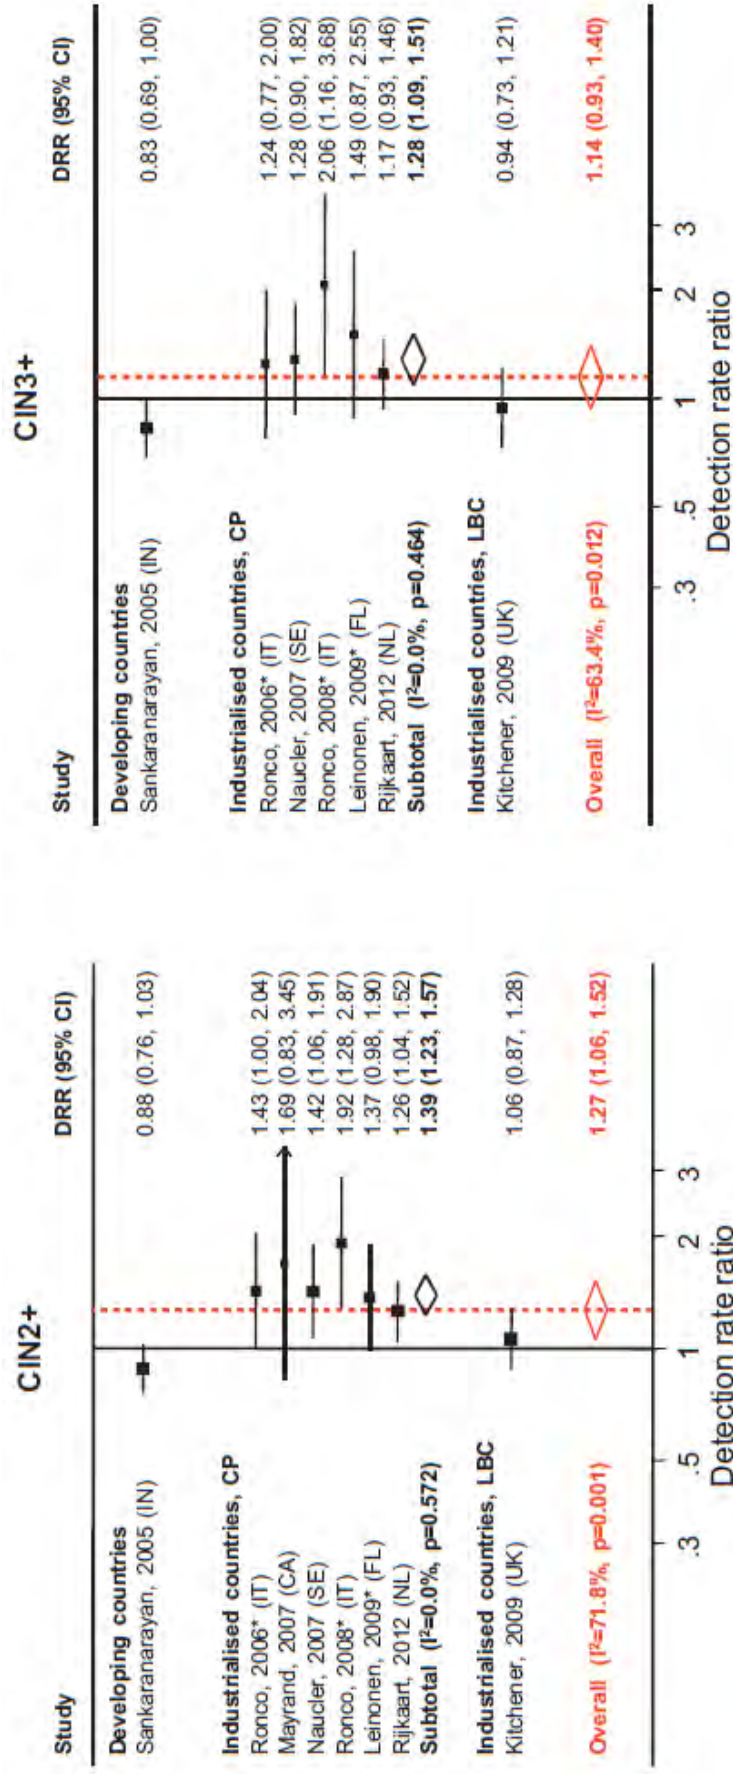 CIN2+
Study DRR (95% CI)
Developing countries
Sankaranarayan, 2005 (IN) 0.88 (0.76, 1.03)
Industrialised countries, CP
Ronco, 2006* (IT) 1.43 (1.00, 2.04)
Mayrand, 2007 (CA) 1.69 (0.83, 3.45)
Naucler, 2007 (SE) 1.42 (1.06, 1.91)
Ronco, 2008* (IT) 1.92 (1.28, 2.87)
Leinonen, 2009* (FL) 1.37 (0.98, 1.90)
Rijkaart, 2012 (NL) 1.26 (1.04, 1.52)
Subtotal (I²=0.0%, p=0.572) 1.39 (1.23, 1.57)
Industrialised countries, LBC
Kitchener, 2009 (UK) 1.06 (0.87, 1.28)
Overall (I²=71.8%, p=0.001) 1.27 (1.06, 1.52)
.3 .5 1 2 3
Detection rate ratio
CIN3+
Study DRR (95% CI)
Developing countries
Sankaranarayan, 2005 (IN) 0.83 (0.69, 1.00)
Industrialised countries, CP
Ronco, 2006* (IT) 1.24 (0.77, 2.00)
Naucler, 2007 (SE) 1.28 (0.90, 1.82)
Ronco, 2008* (IT) 2.06 (1.16, 3.68)
Leinonen, 2009* (FL) 1.49 (0.87, 2.55)
Rijkaart, 2012 (NL) 1.17 (0.93, 1.46)
Subtotal (I²=0.0%, p=0.464) 1.28 (1.09, 1.51)
Industrialised countries, LBC
Kitchener, 2009 (UK) 0.94 (0.73, 1.21)
Overall (I²=63.4%, p=0.012) 1.14 (0.93, 1.40)
.3 .5 1 2 3
Detection rate ratio